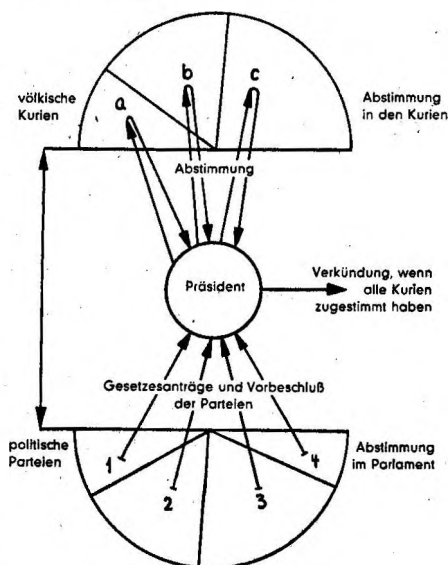 völkische
Kurien
a
b
c
Abstimmung
in den Kurien
Abstimmung
Präsident
Verkündung, wenn
alle Kurien
zugestimmt haben
Gesetzesanträge und Vorbeschluß
der Parteien
politische
Parteien
1
2
3
4
Abstimmung
im Parlament